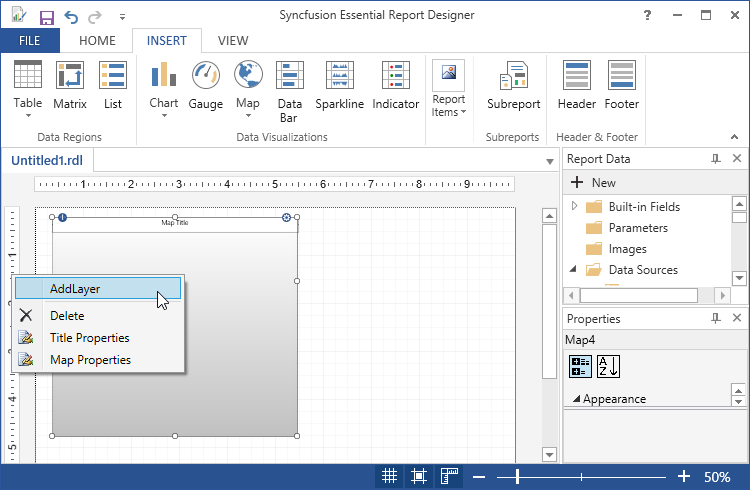 Syncfusion Essential Report Designer
FILE HOME INSERT VIEW
Table Matrix List Chart Gauge Map Data Bar Sparkline Indicator Report Items Subreport Header Footer
Data Regions Data Visualizations Subreports Header & Footer
Untitled1.rdl
1 2 3 4 5 6 7 8 9
Map Title
1
AddLayer
Delete
Title Properties
Map Properties
4
5
Report Data
New
Built-in Fields
Parameters
Images
Data Sources
Properties
Map4
A
Z
Appearance
50%